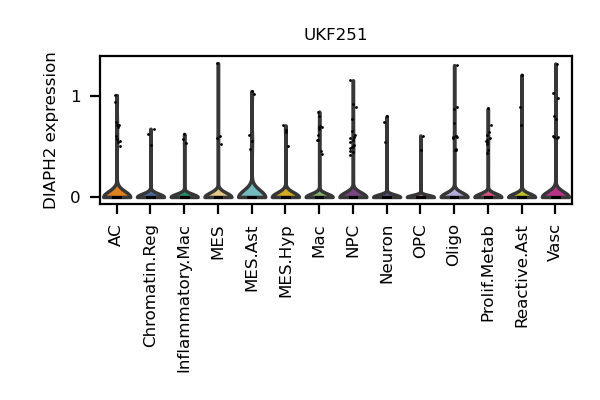 UKF251
DIAPH2 expression
1
0
AC
Chromatin.Reg
Inflammatory.Mac
MES
MES.Ast
MES.Hyp
Mac
NPC
Neuron
OPC
Oligo
Prolif.Metab
Reactive.Ast
Vasc